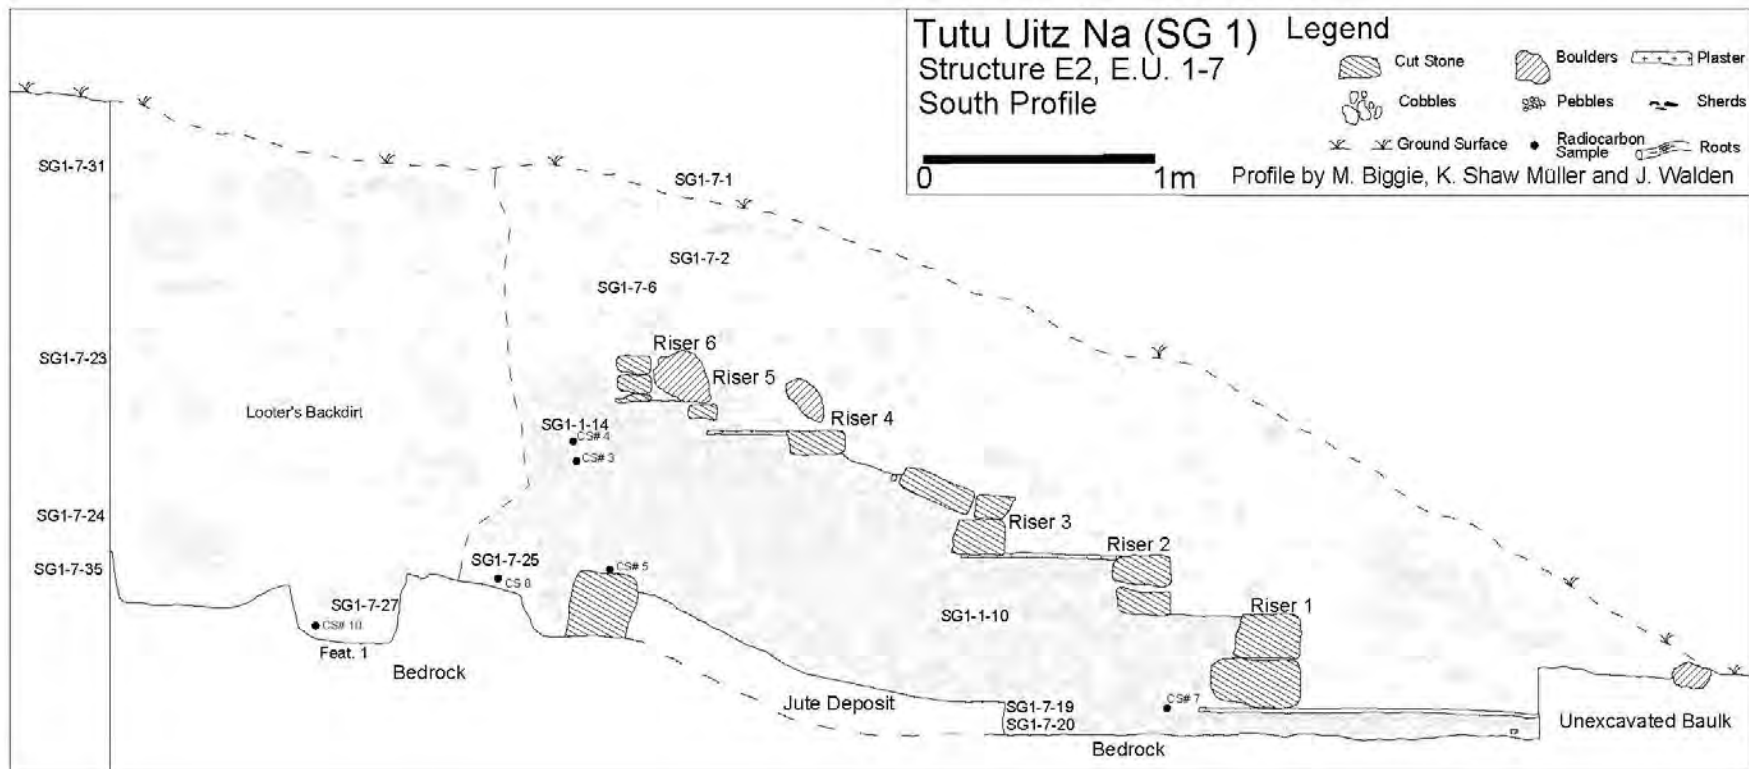 Tutu Uitz Na (SG 1)
Structure E2, E.U. 1-7
South Profile
0 1m
Legend
Cut Stone
Boulders
Plaster
Cobbles
Pebbles
Sherds
Ground Surface
Radiocarbon
Sample
Roots
Profile by M. Biggie, K. Shaw Müller and J. Walden
SG1-7-31
SG1-7-1
SG1-7-2
SG1-7-6
SG1-7-23
Riser 6
Riser 5
Looter's Backdirt
Riser 4
SG1-1-14
CS# 4
CS# 3
SG1-7-24
Riser 3
Riser 2
SG1-7-35
SG1-7-25
CS# 5
SG1-7-27
CS# 10
Feat. 1
SG1-1-10
Riser 1
Bedrock
Jute Deposit
SG1-7-19
SG1-7-20
CS# 7
Bedrock
Unexcavated Baulk